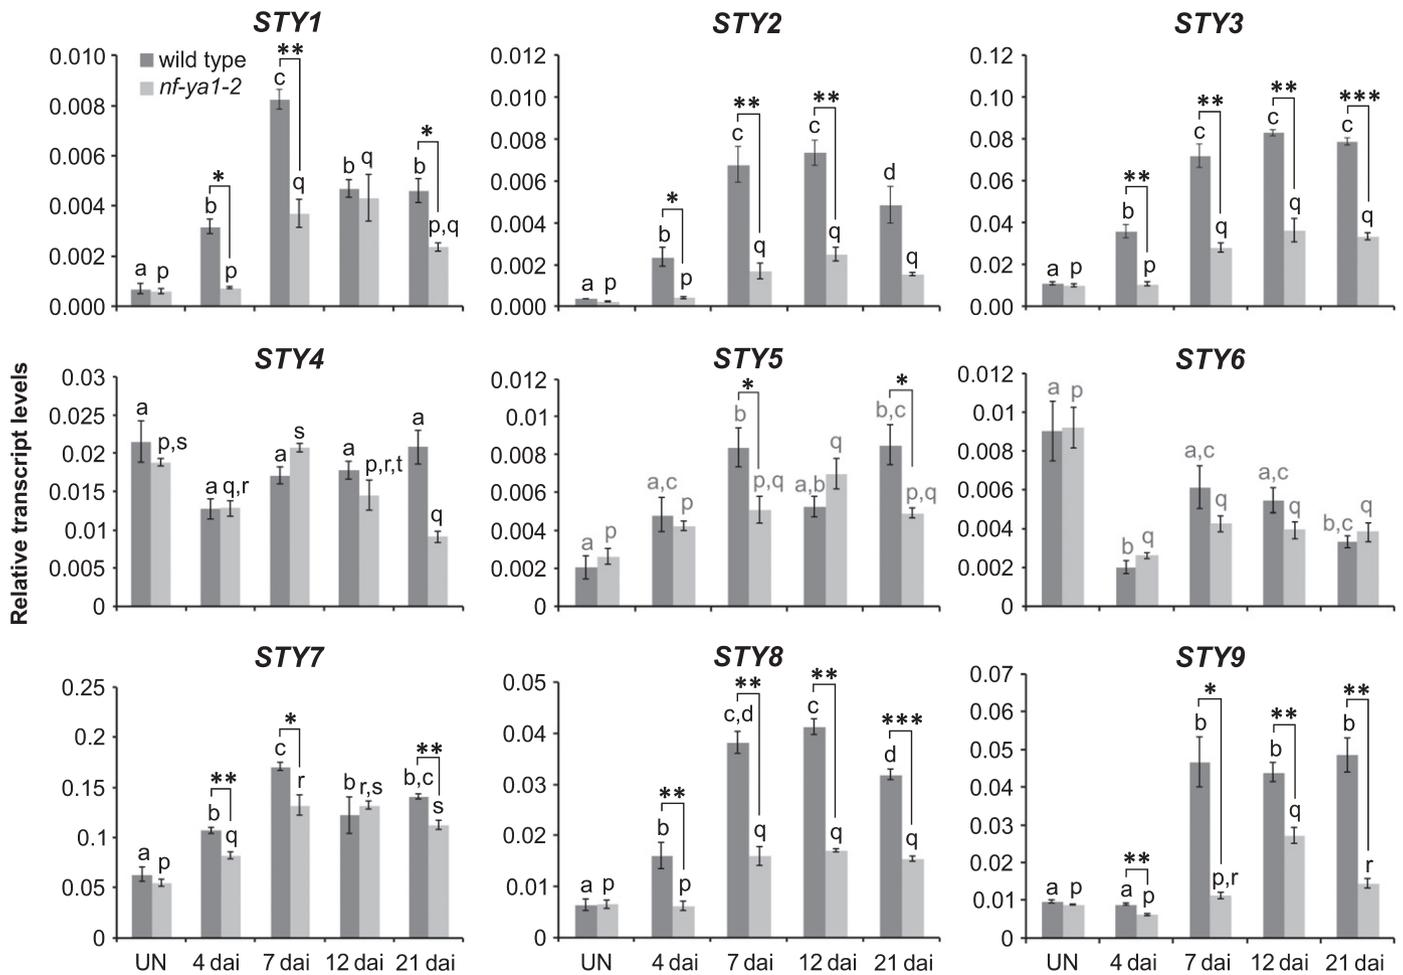 STY1 STY2 STY3
wild type
nf-ya1-2
0.010 0.008 0.006 0.004 0.002 0.000
a p b p * c q ** b q b p,q *
0.012 0.010 0.008 0.006 0.004 0.002 0.000
a p b p * c q ** c q ** d q
0.12 0.10 0.08 0.06 0.04 0.02 0.00
a p b p ** c q ** c q ** c q ***
Relative transcript levels
STY4 STY5 STY6
0.03 0.025 0.02 0.015 0.01 0.005 0
a p,s a q,r a s a p,r,t a q
0.012 0.01 0.008 0.006 0.004 0.002 0
a p a,c p b p,q * a,b q b,c p,q *
0.012 0.01 0.008 0.006 0.004 0.002 0
a p b q a,c q a,c q b,c q
STY7 STY8 STY9
0.25 0.2 0.15 0.1 0.05 0
a p b q ** c r * b r,s b,c s **
0.05 0.04 0.03 0.02 0.01 0
a p b p ** c,d q ** c q ** d q ***
0.07 0.06 0.05 0.04 0.03 0.02 0.01 0
a p a p ** b p,r * b q ** b r **
UN 4 dai 7 dai 12 dai 21 dai UN 4 dai 7 dai 12 dai 21 dai UN 4 dai 7 dai 12 dai 21 dai